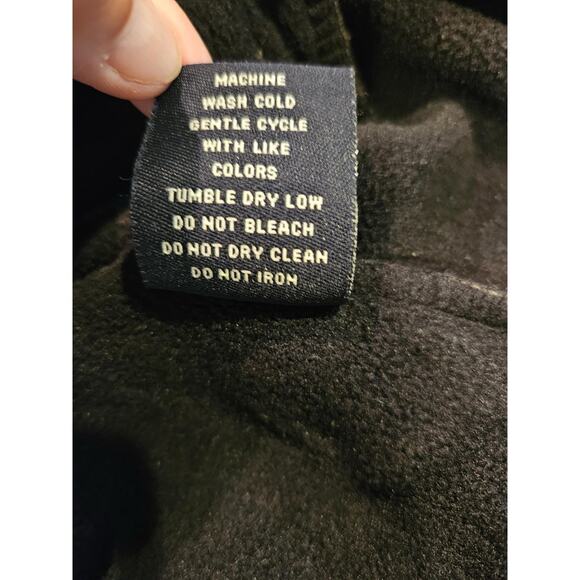 MACHINE
WASH COLD
GENTLE CYCLE
WITH LIKE
COLORS
TUMBLE DRY LOW
DO NOT BLEACH
DO NOT DRY CLEAN
DO NOT IRON